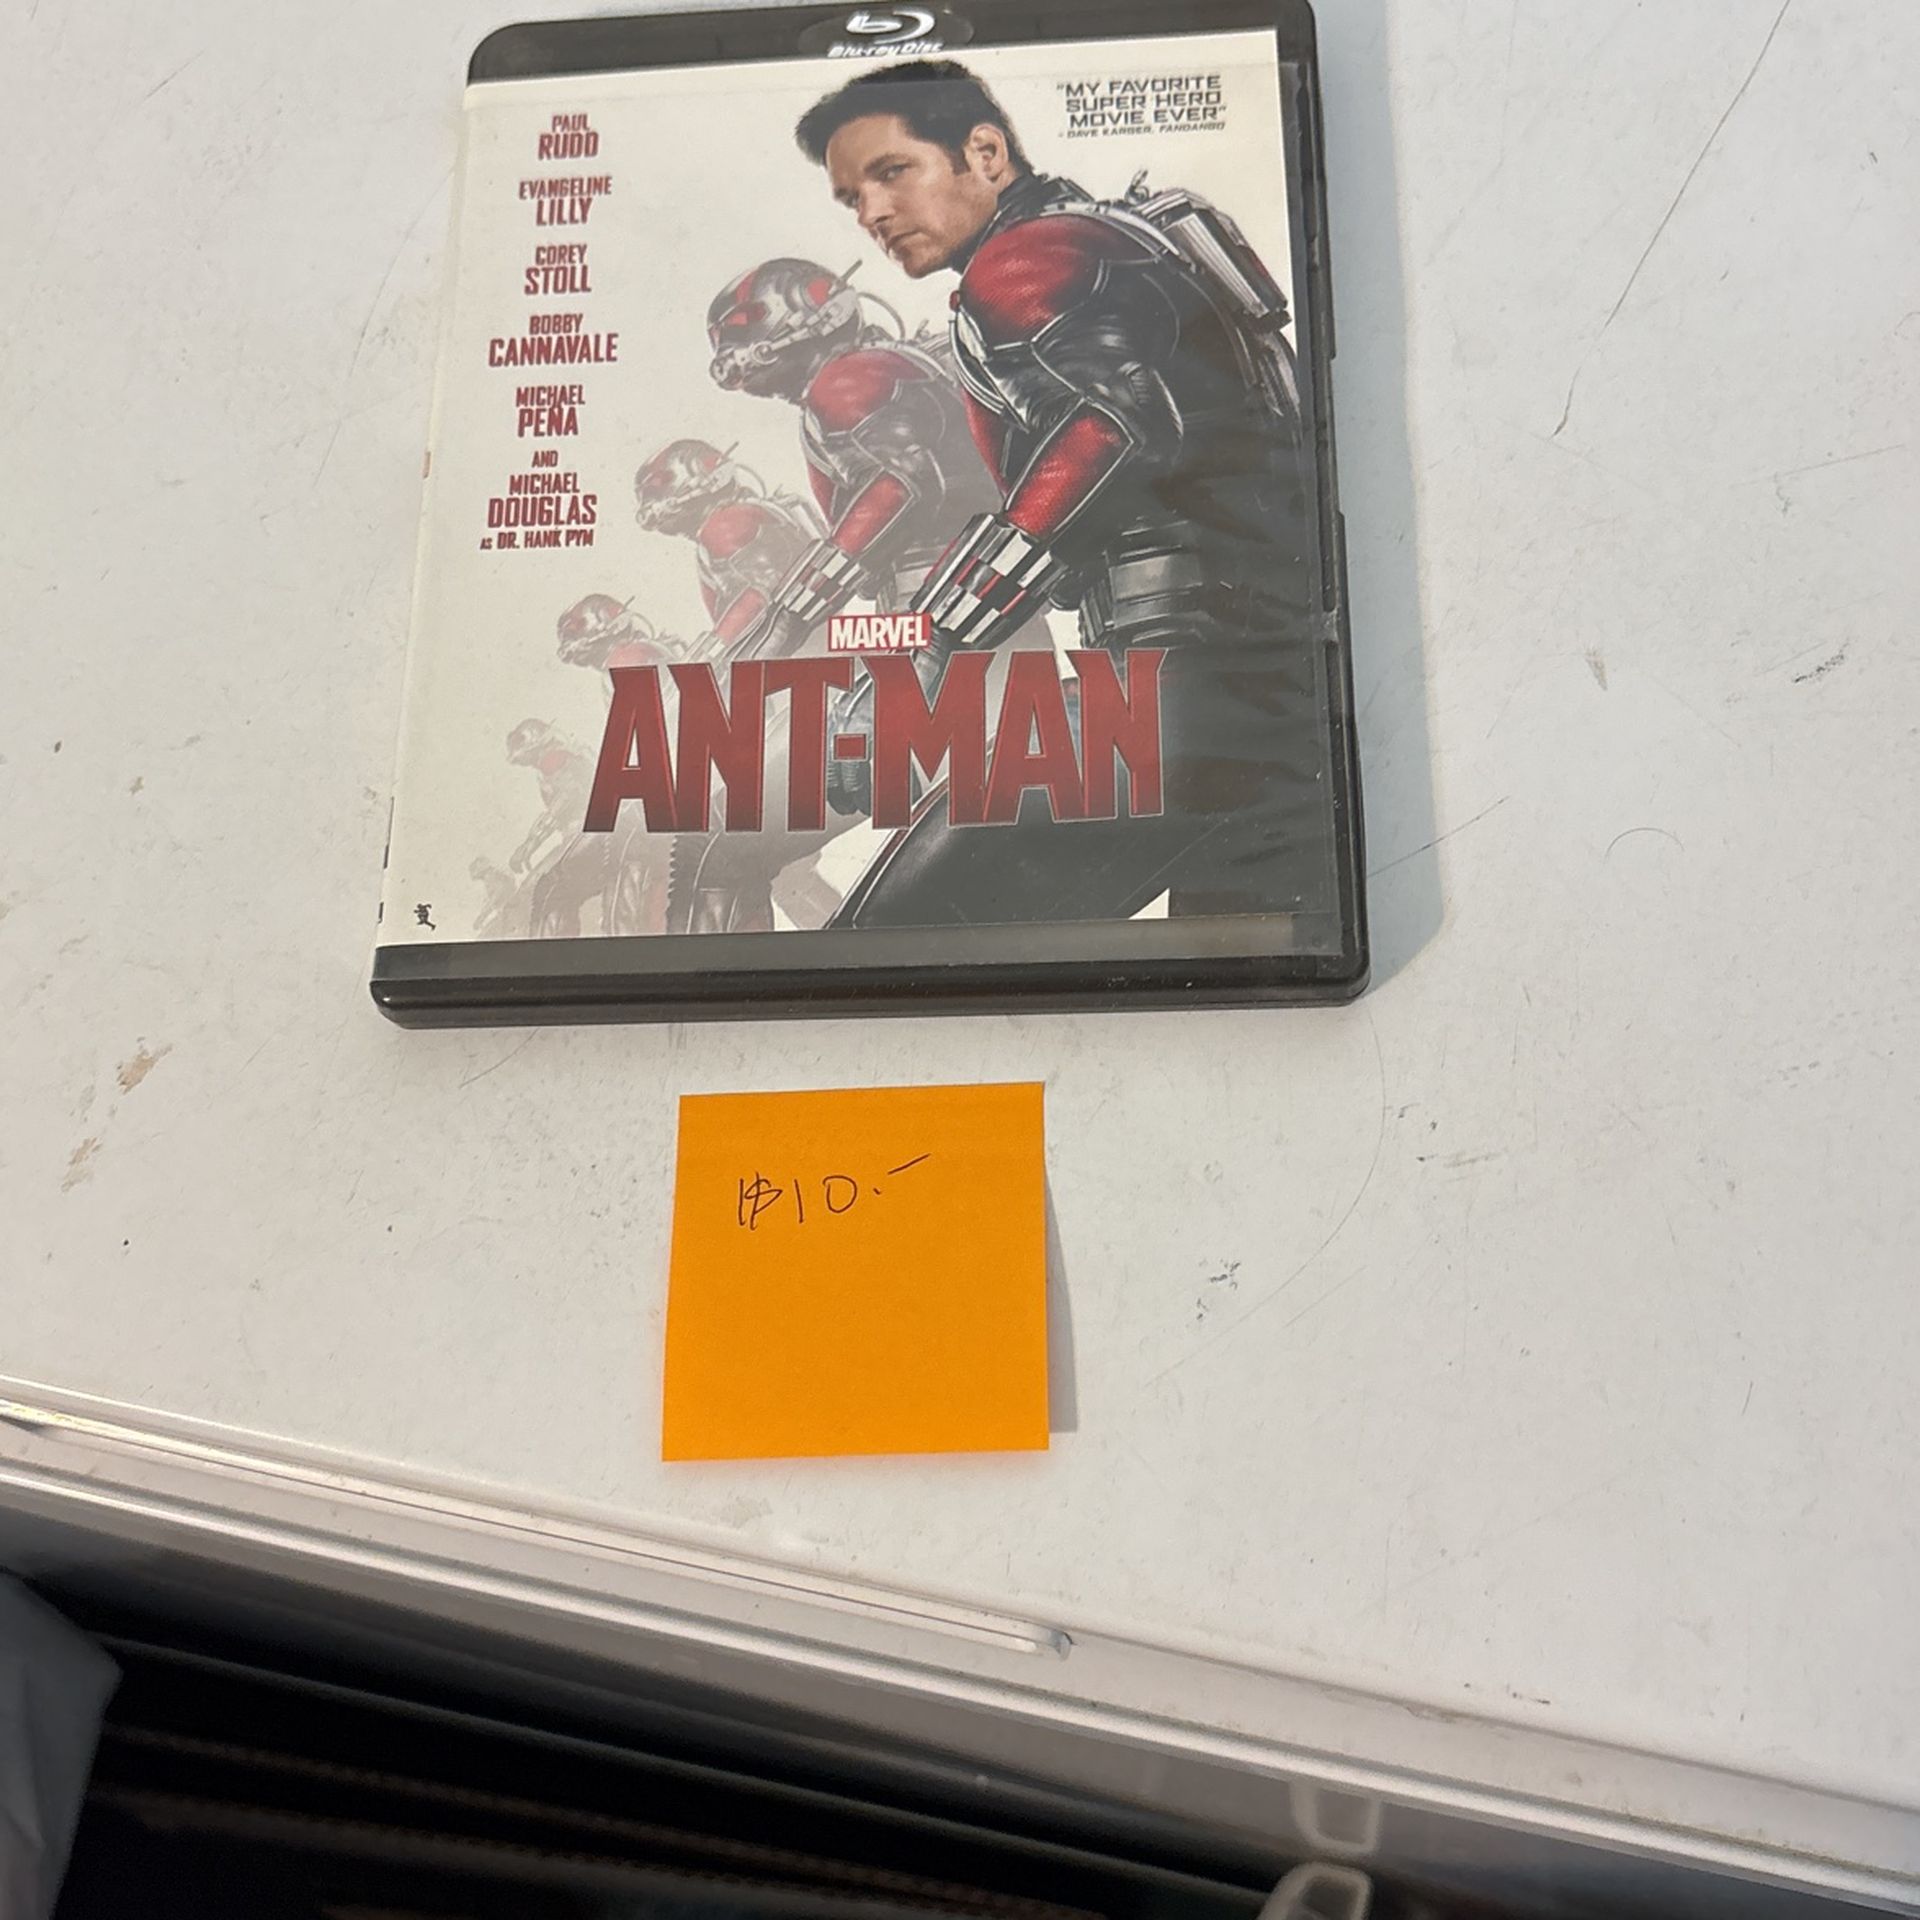 Blu-ray Disc
"MY FAVORITE
SUPER HERO
MOVIE EVER"
- DAVE KARGER, FANDANGO
PAUL
RUDD
EVANGELINE
LILLY
COREY
STOLL
BOBBY
CANNAVALE
MICHAEL
PEÑA
AND
MICHAEL
DOUGLAS
AS DR. HANK PYM
MARVEL
ANT-MAN
$10.-